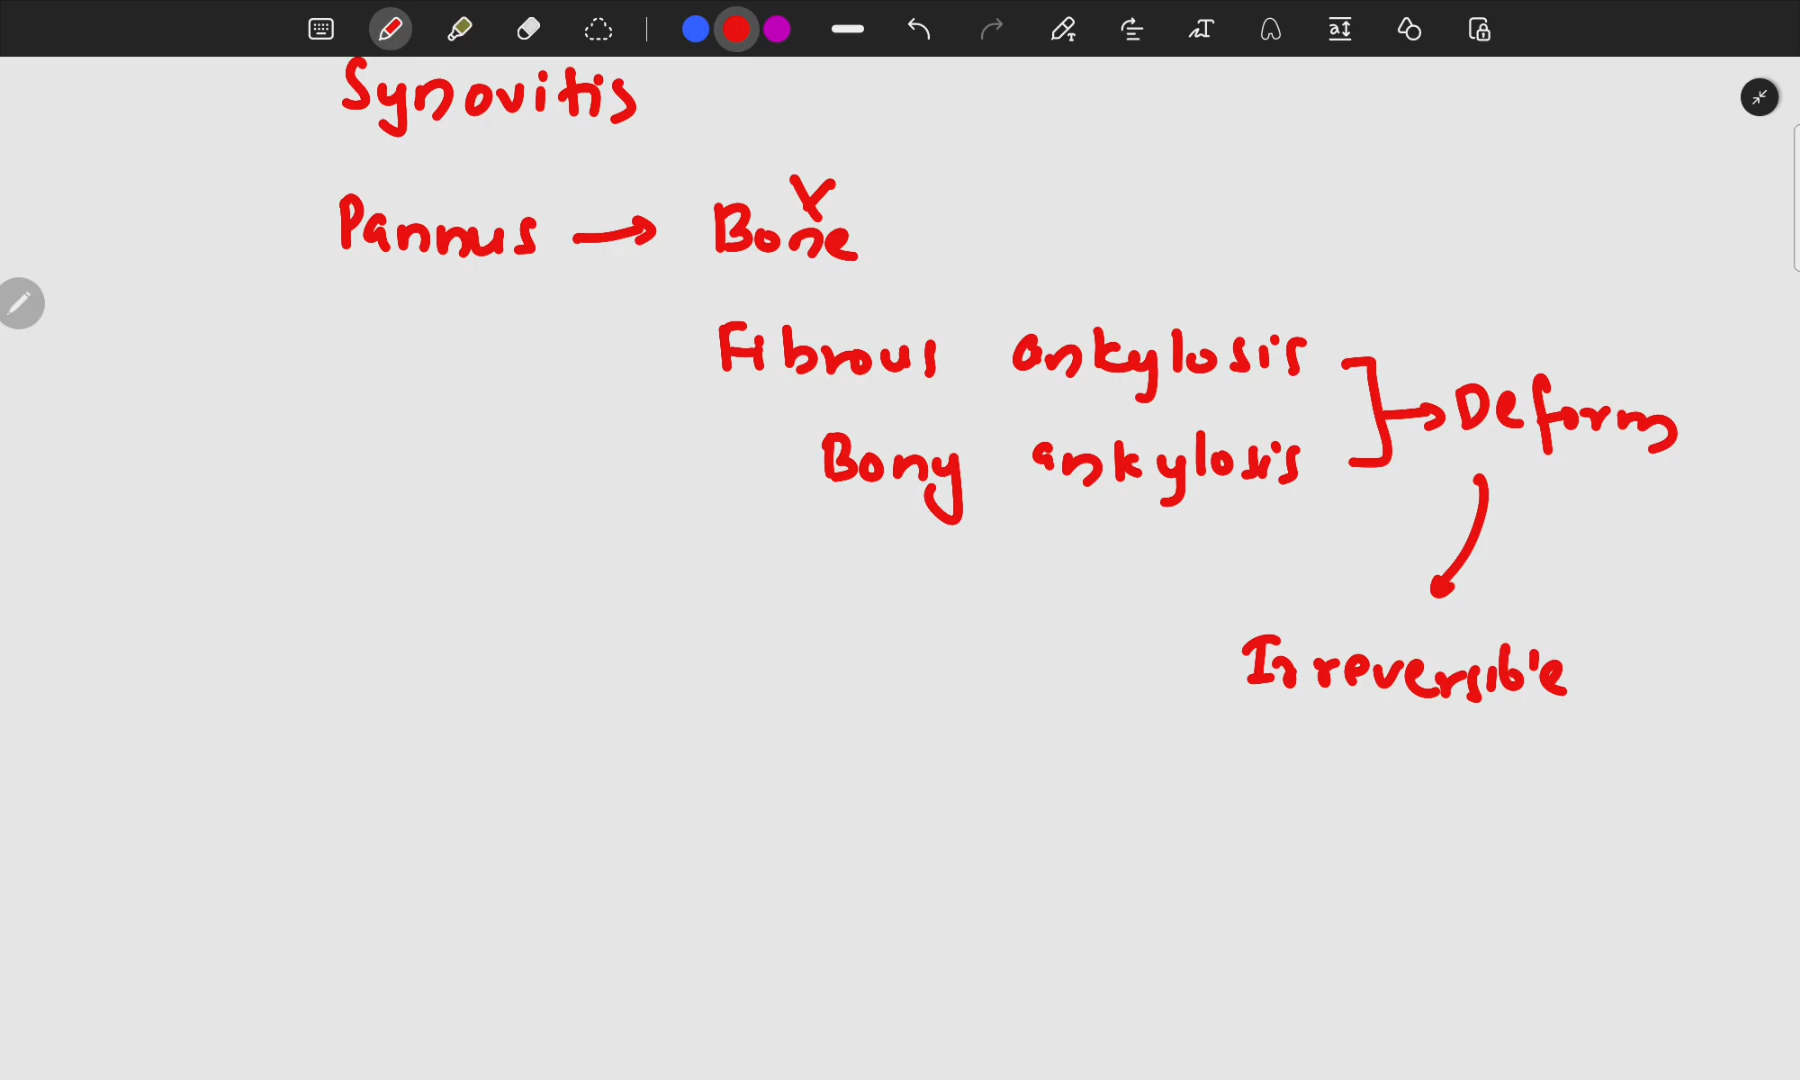 Synovitis
Pannus → Bone
Fibrous ankylosis
Bony ankylosis
→ Deform
Irreversible